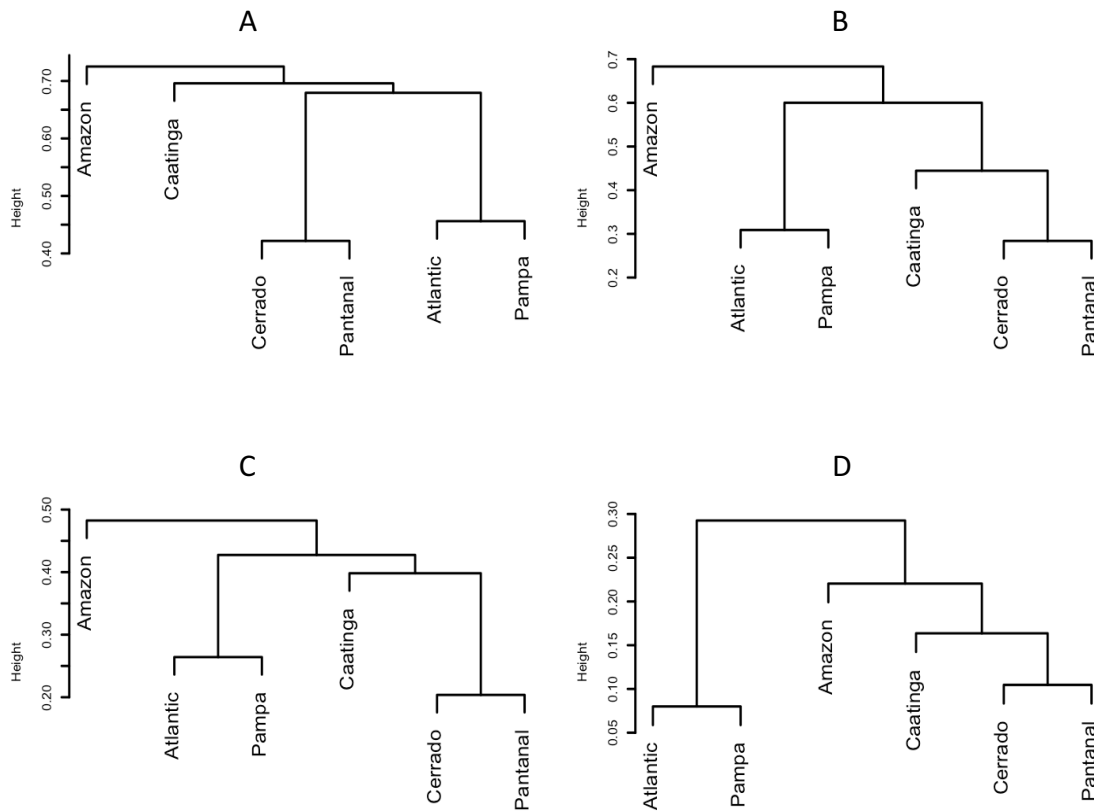 A
Height
0.70
0.60
0.50
0.40
Amazon
Caatinga
Cerrado
Pantanal
Atlantic
Pampa
B
Height
0.7
0.6
0.5
0.4
0.3
0.2
Amazon
Atlantic
Pampa
Caatinga
Cerrado
Pantanal
C
Height
0.50
0.40
0.30
0.20
Amazon
Atlantic
Pampa
Caatinga
Cerrado
Pantanal
D
Height
0.30
0.25
0.20
0.15
0.10
0.05
Atlantic
Pampa
Amazon
Caatinga
Cerrado
Pantanal